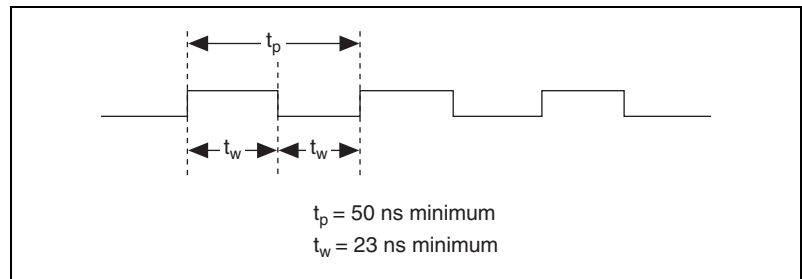 tp
tw tw
tp = 50 ns minimum
tw = 23 ns minimum